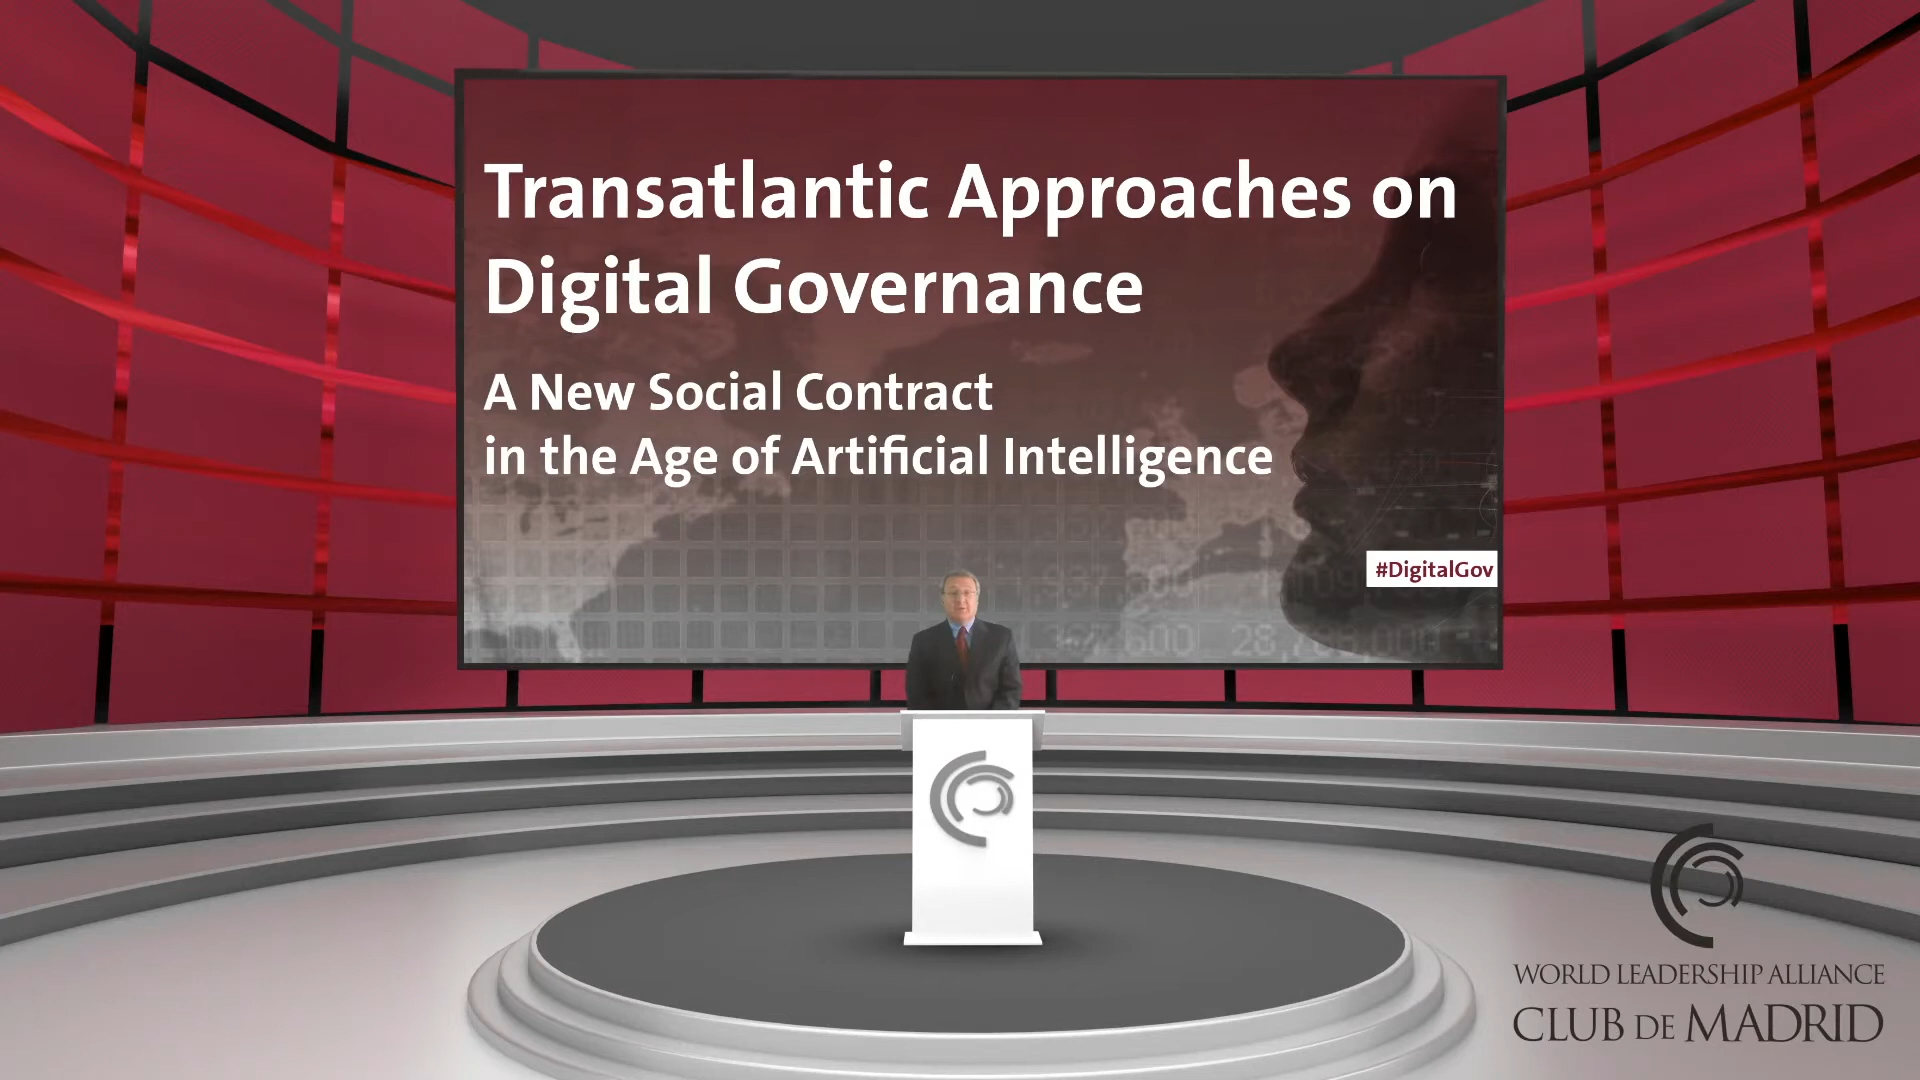 Transatlantic Approaches on
Digital Governance
A New Social Contract
in the Age of Artificial Intelligence
#DigitalGov
WORLD LEADERSHIP ALLIANCE
CLUB DE MADRID